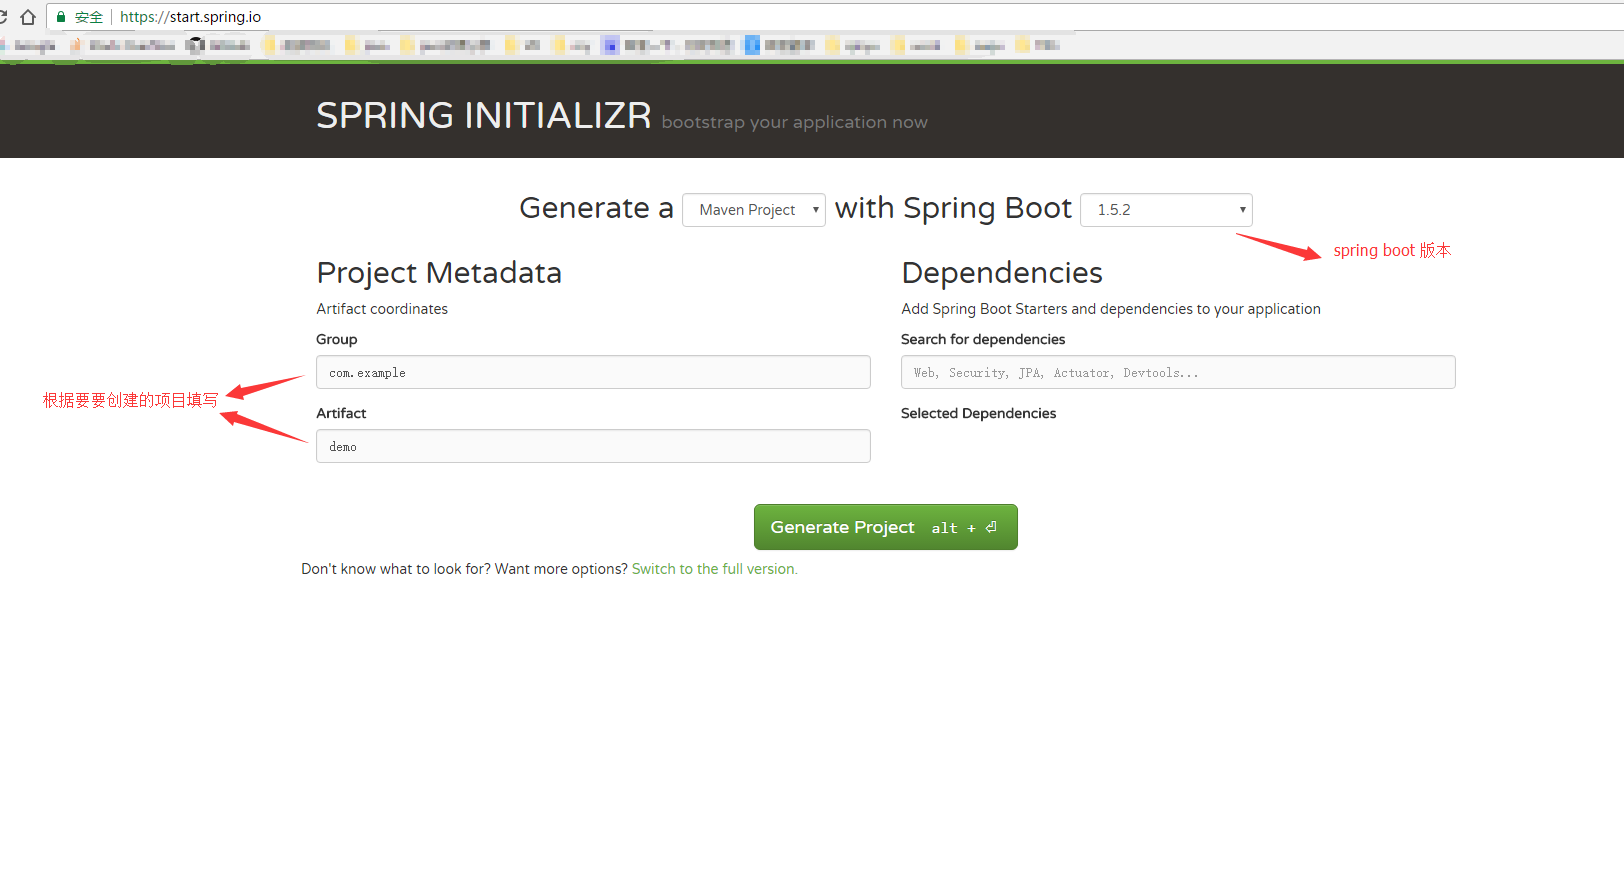 安全 https://start.spring.io
SPRING INITIALIZR bootstrap your application now
Generate a Maven Project with Spring Boot 1.5.2
spring boot 版本
Project Metadata
Artifact coordinates
Group
com.example
根据要要创建的项目填写
Artifact
demo
Dependencies
Add Spring Boot Starters and dependencies to your application
Search for dependencies
Web, Security, JPA, Actuator, Devtools...
Selected Dependencies
Generate Project alt + ⏎
Don't know what to look for? Want more options? Switch to the full version.